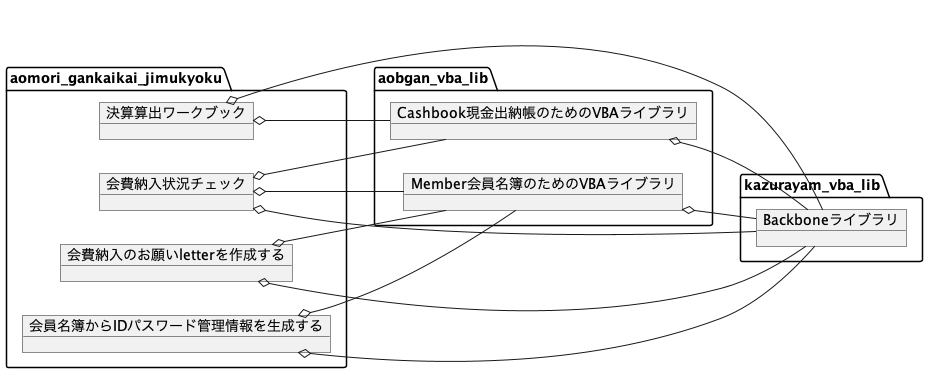 aomori_gankaikai_jimukyoku
決算算出ワークブック
会費納入状況チェック
会費納入のお願いletterを作成する
会員名簿からIDパスワード管理情報を生成する
aobgan_vba_lib
Cashbook現金出納帳のためのVBAライブラリ
Member会員名簿のためのVBAライブラリ
kazurayam_vba_lib
Backboneライブラリ